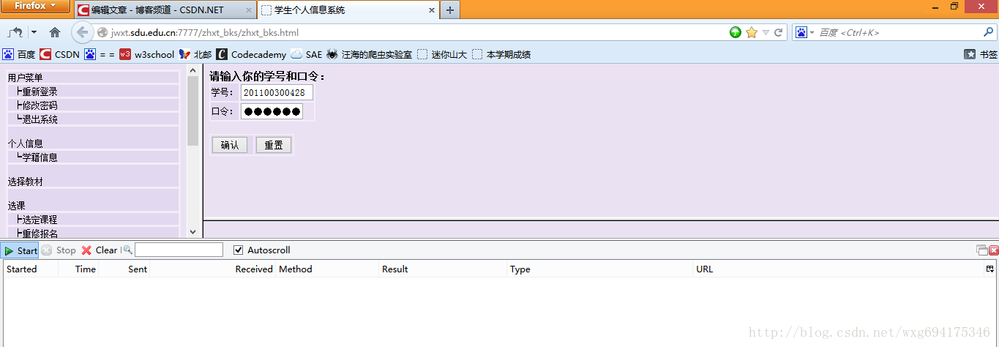 Firefox
编辑文章 - 博客频道 - CSDN.NET
学生个人信息系统
jwxt.sdu.edu.cn:7777/zhxt_bks/zhxt_bks.html
百度 <Ctrl+K>
百度 CSDN = = w3school 北邮 Codecademy SAE 汪海的爬虫实验室 迷你山大 本学期成绩 书签
用户菜单
┝重新登录
┝修改密码
┕退出系统
个人信息
┕学籍信息
选择教材
选课
┝选定课程
┝重修报名
请输入你的学号和口令：
学号： 201100300428
口令： ●●●●●●
确认 重置
Start Stop Clear Autoscroll
Started Time Sent Received Method Result Type URL
http://blog.csdn.net/wxg694175346